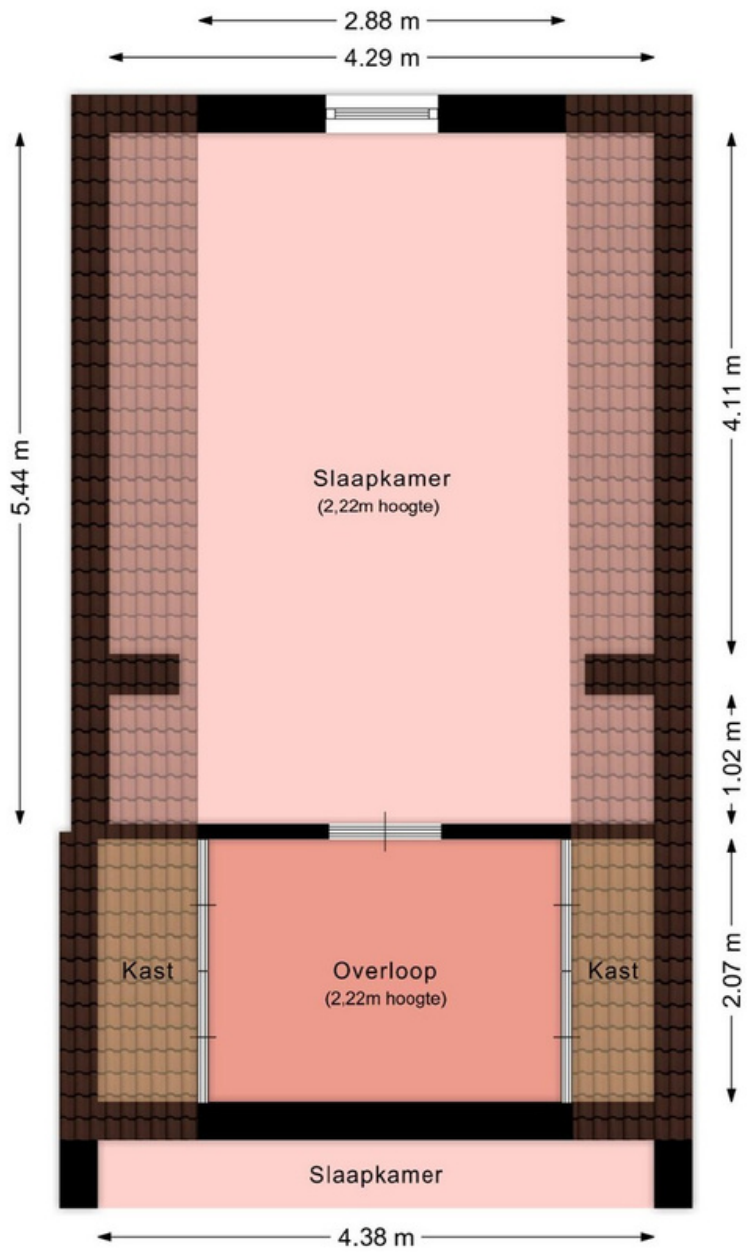 2.88 m
4.29 m
5.44 m
4.11 m
Slaapkamer
(2,22m hoogte)
1.02 m
Kast
Overloop
(2,22m hoogte)
Kast
2.07 m
Slaapkamer
4.38 m